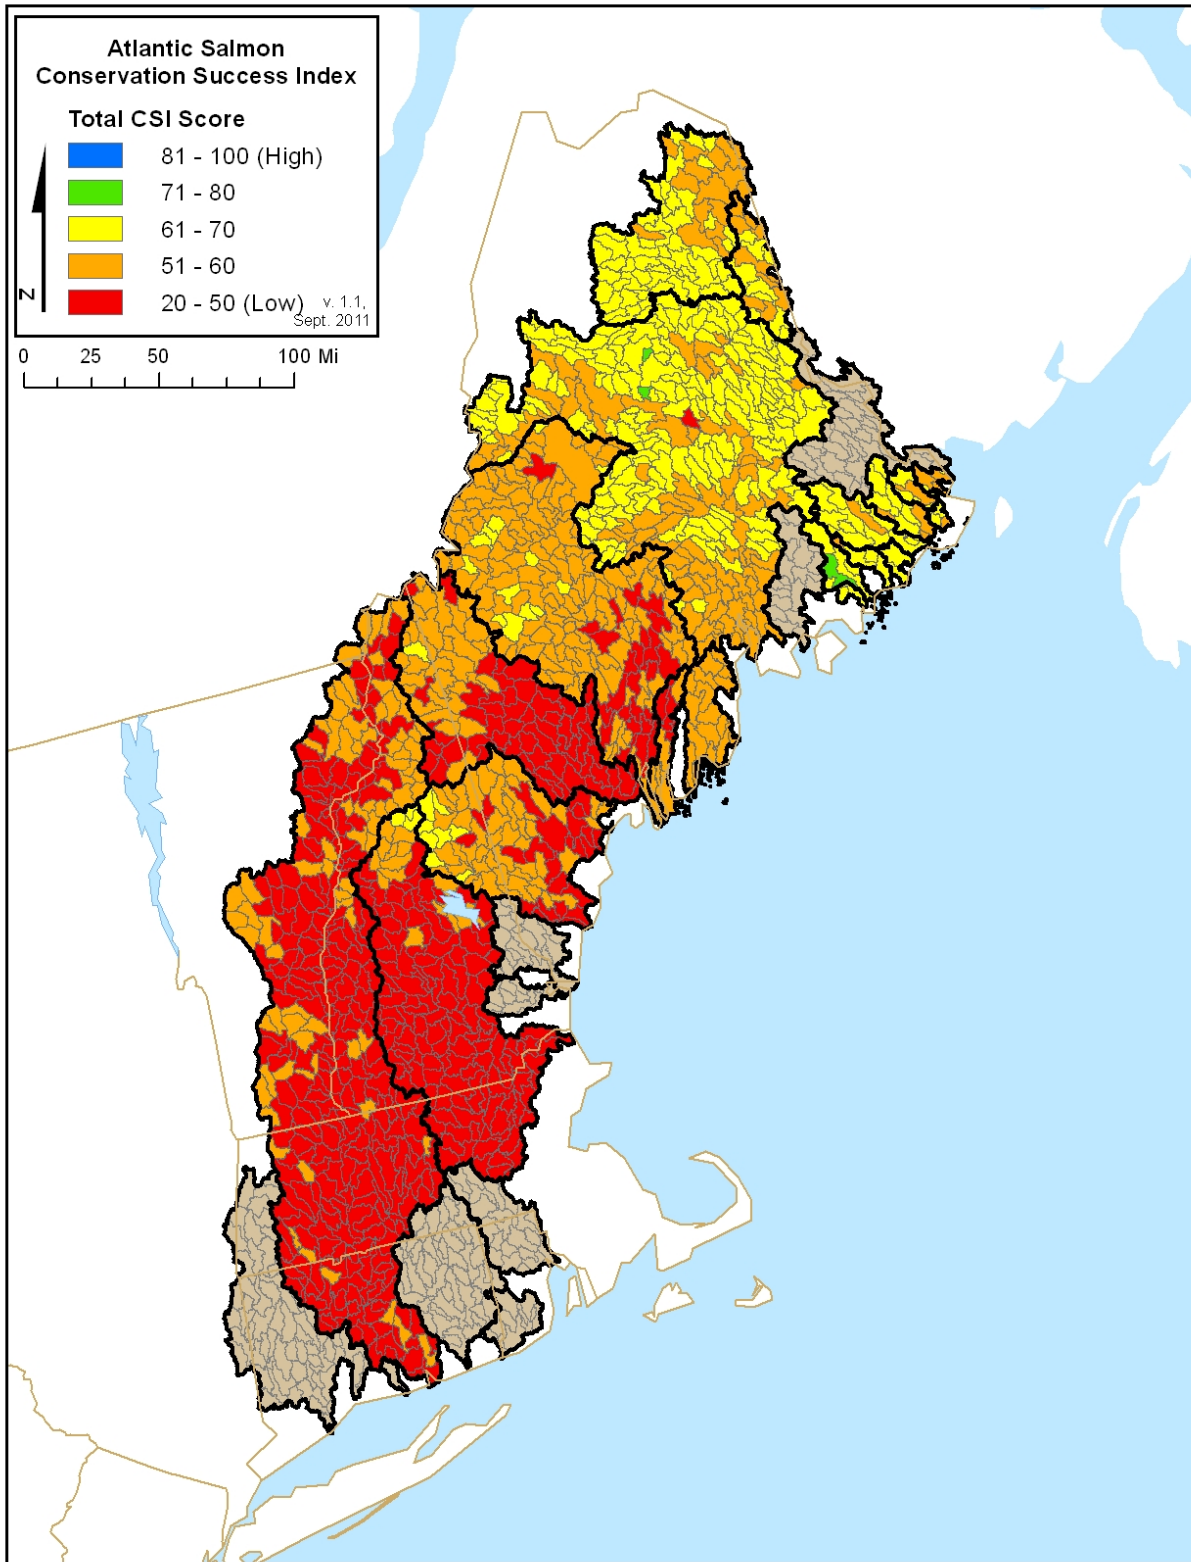 Atlantic Salmon
Conservation Success Index
Total CSI Score
81 - 100 (High)
71 - 80
61 - 70
51 - 60
20 - 50 (Low)
v. 1.1,
Sept. 2011
N
0 25 50 100 Mi